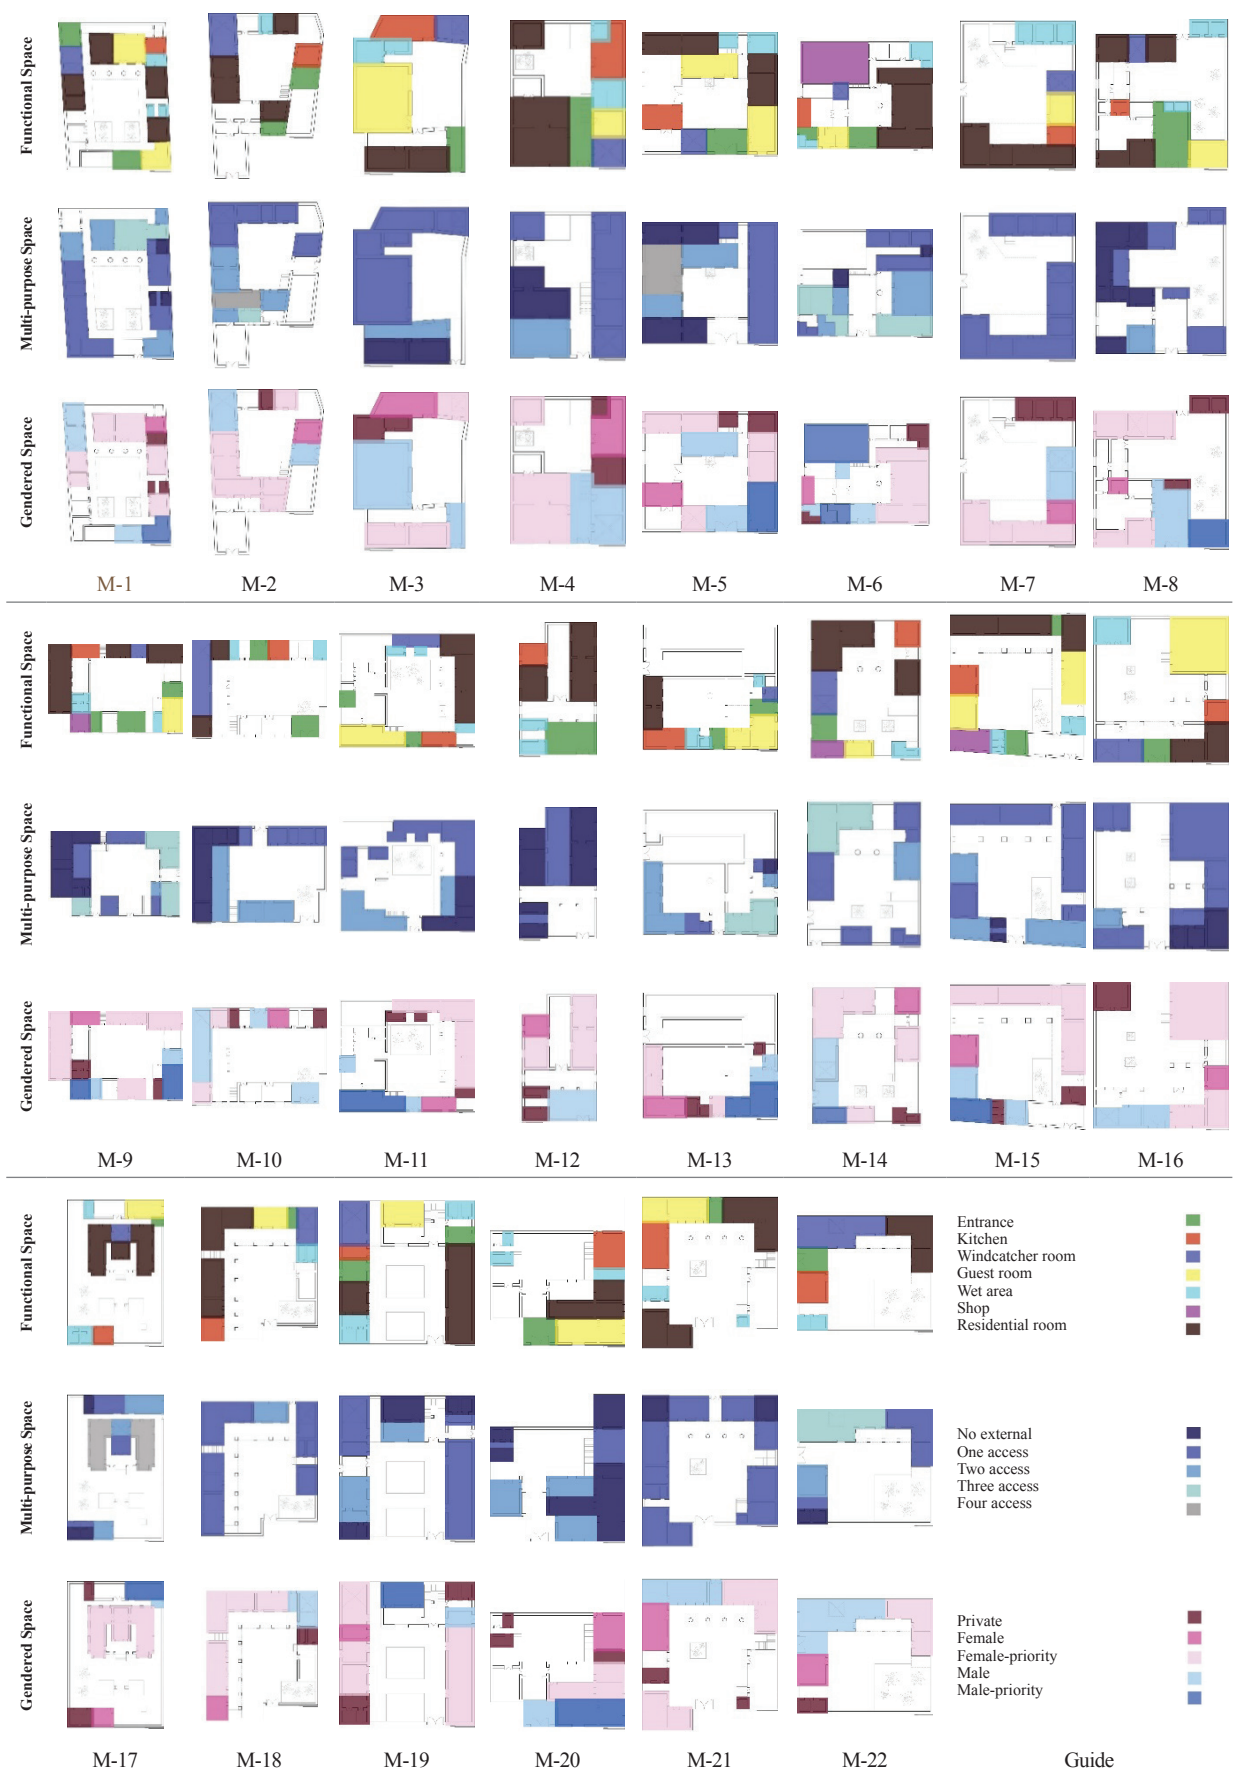 Functional Space
Multi-purpose Space
Gendered Space
M-1 M-2 M-3 M-4 M-5 M-6 M-7 M-8
Functional Space
Multi-purpose Space
Gendered Space
M-9 M-10 M-11 M-12 M-13 M-14 M-15 M-16
Functional Space
Entrance
Kitchen
Windcatcher room
Guest room
Wet area
Shop
Residential room
Multi-purpose Space
No external
One access
Two access
Three access
Four access
Gendered Space
Private
Female
Female-priority
Male
Male-priority
M-17 M-18 M-19 M-20 M-21 M-22 Guide